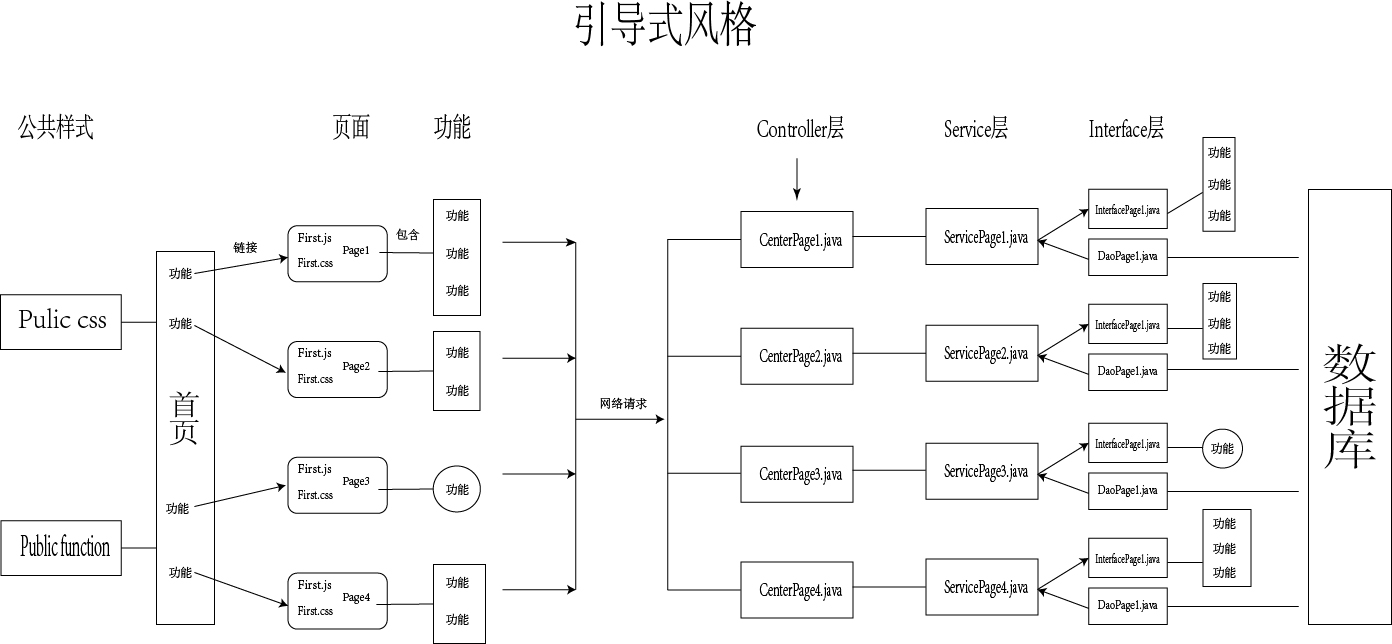 引导式风格
公共样式
页面
功能
Controller层
Service层
Interface层
Pulic css
Public function
首页
功能
功能
功能
功能
链接
First.js
Page1
First.css
包含
功能
功能
功能
First.js
Page2
First.css
功能
功能
First.js
Page3
First.css
功能
First.js
Page4
First.css
功能
功能
网络请求
CenterPage1.java
ServicePage1.java
InterfacePage1.java
DaoPage1.java
功能
功能
功能
CenterPage2.java
ServicePage2.java
InterfacePage1.java
DaoPage1.java
功能
功能
功能
CenterPage3.java
ServicePage3.java
InterfacePage1.java
DaoPage1.java
功能
CenterPage4.java
ServicePage4.java
InterfacePage1.java
DaoPage1.java
功能
功能
功能
数据库